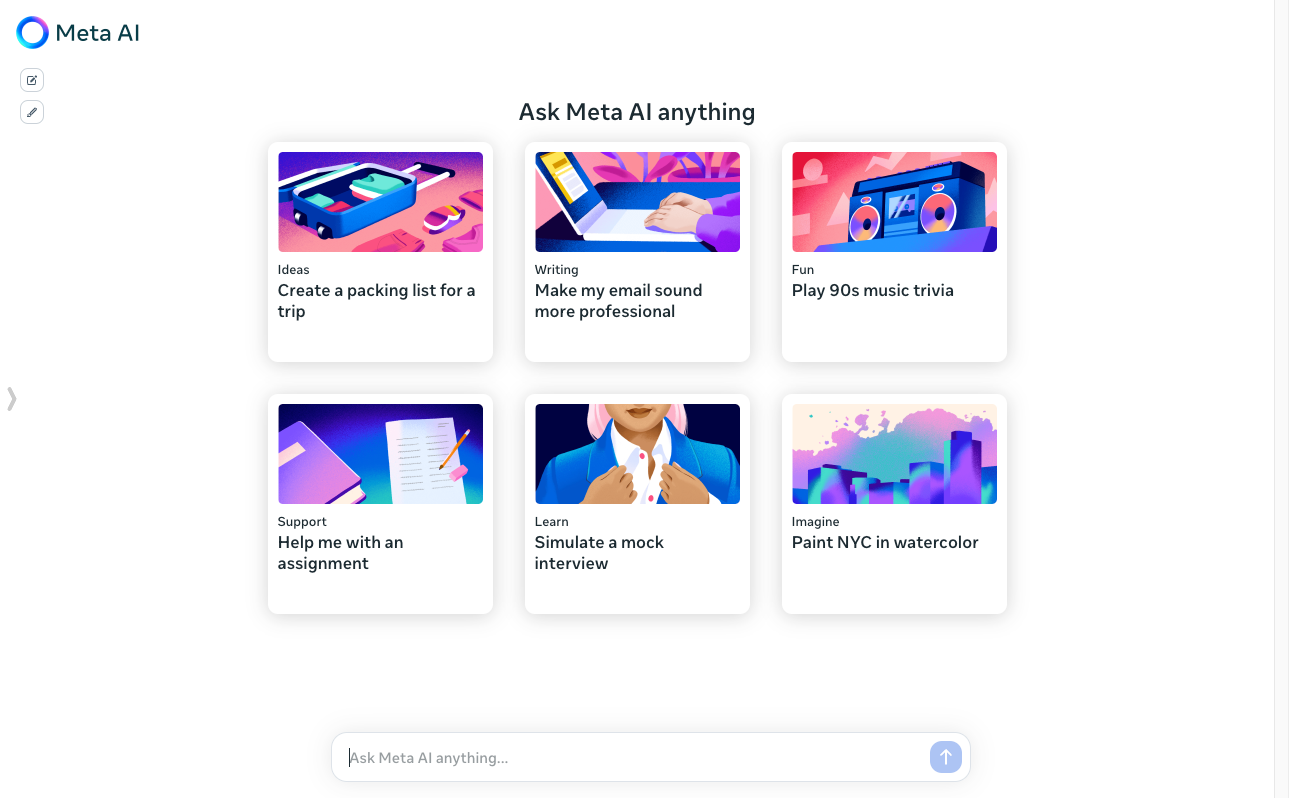 Meta AI
Ask Meta AI anything
Ideas
Create a packing list for a
trip
Writing
Make my email sound
more professional
Fun
Play 90s music trivia
Support
Help me with an
assignment
Learn
Simulate a mock
interview
Imagine
Paint NYC in watercolor
Ask Meta AI anything...